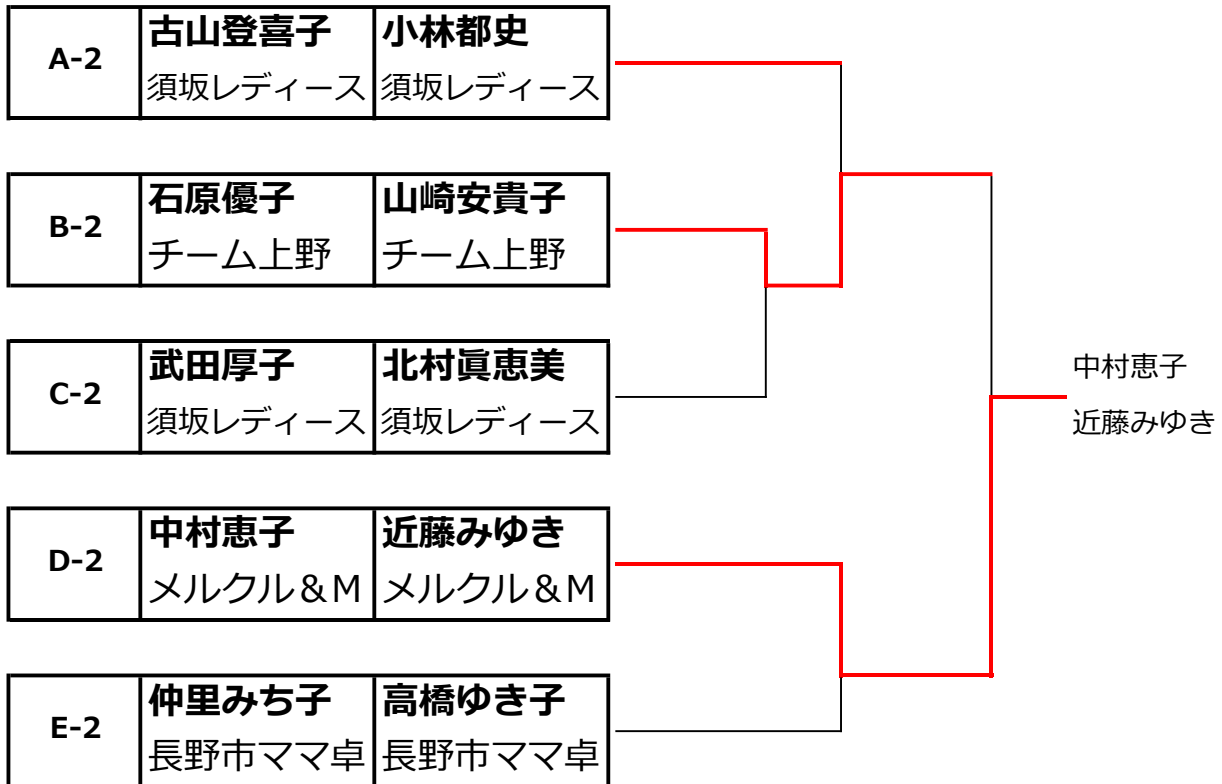 A-2
古山登喜子 小林都史
須坂レディース 須坂レディース
B-2
石原優子 山崎安貴子
チーム上野 チーム上野
C-2
武田厚子 北村眞恵美
須坂レディース 須坂レディース
中村恵子
近藤みゆき
D-2
中村恵子 近藤みゆき
メルクル＆M メルクル＆M
E-2
仲里みち子 高橋ゆき子
長野市ママ卓 長野市ママ卓